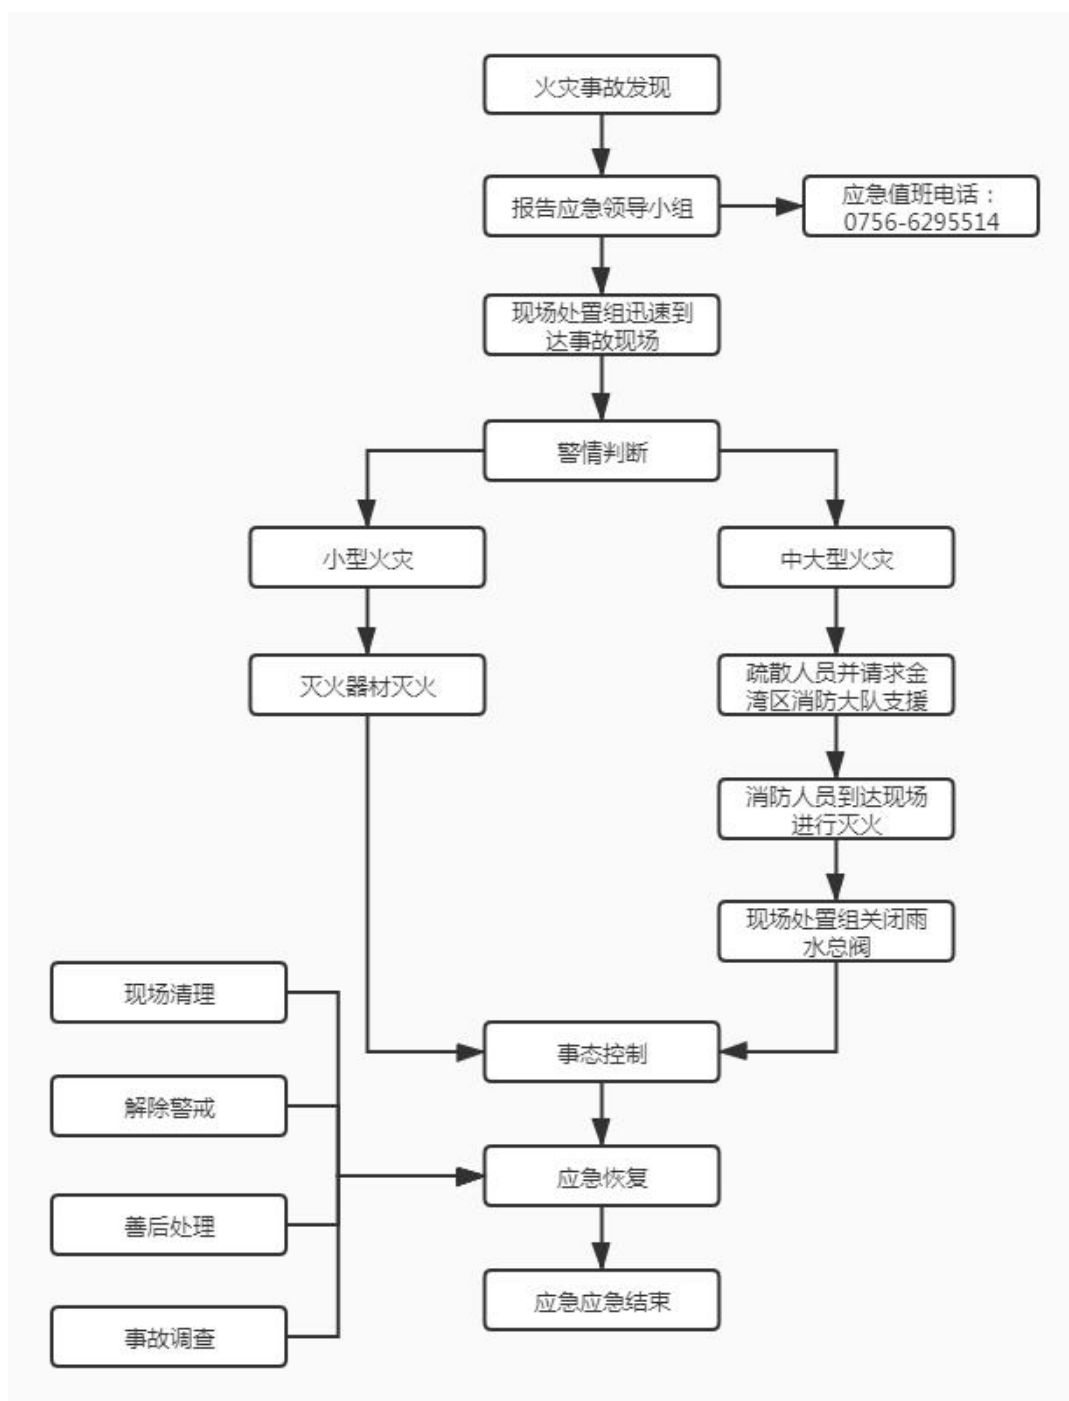 火灾事故发现
报告应急领导小组
应急值班电话：
0756-6295514
现场处置组迅速到
达事故现场
警情判断
小型火灾
中大型火灾
灭火器材灭火
疏散人员并请求金
湾区消防大队支援
消防人员到达现场
进行灭火
现场处置组关闭雨
水总阀
现场清理
事态控制
解除警戒
应急恢复
善后处理
应急应急结束
事故调查